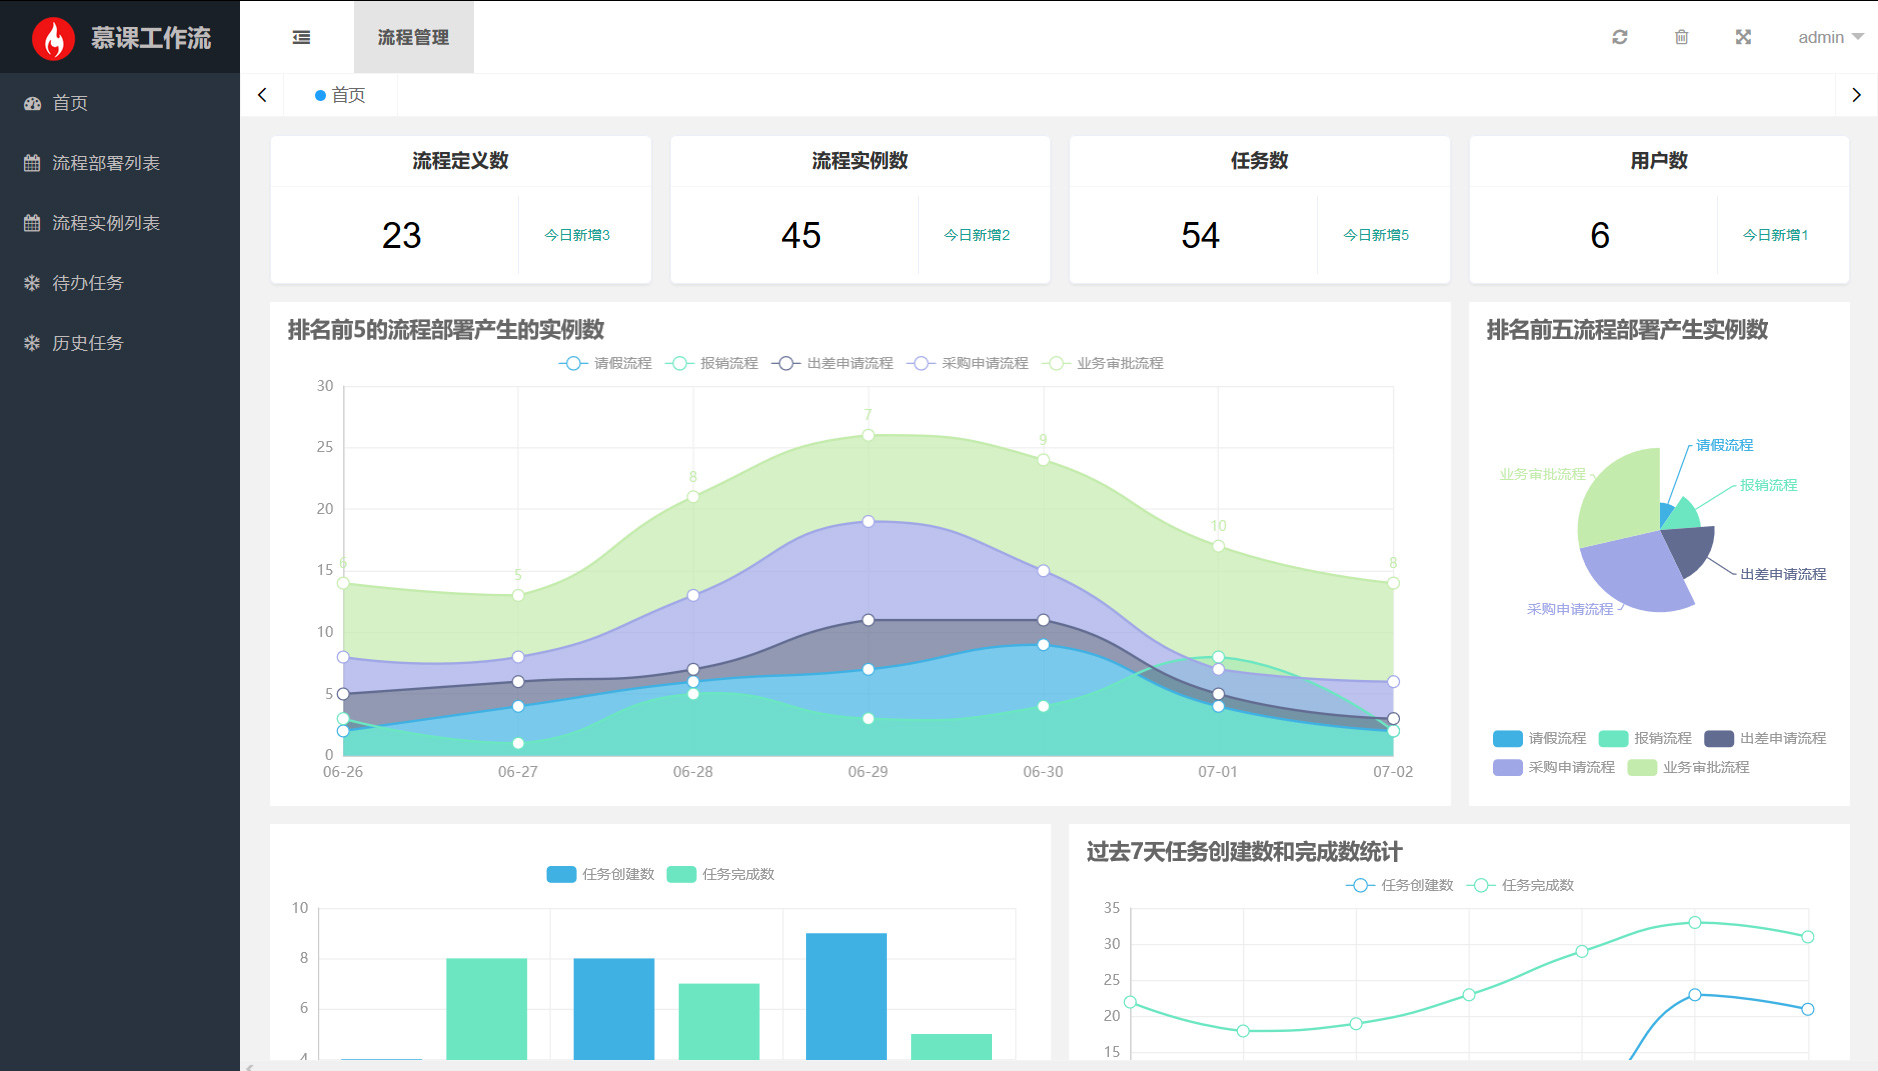 慕课工作流
流程管理
admin
首页
首页
流程部署列表
流程实例列表
待办任务
历史任务
流程定义数
23
今日新增3
流程实例数
45
今日新增2
任务数
54
今日新增5
用户数
6
今日新增1
排名前5的流程部署产生的实例数
请假流程 报销流程 出差申请流程 采购申请流程 业务审批流程
30
25
20
15
10
5
0
6
5
8
7
9
10
8
06-26 06-27 06-28 06-29 06-30 07-01 07-02
排名前五流程部署产生实例数
请假流程
业务审批流程
报销流程
出差申请流程
采购申请流程
请假流程 报销流程 出差申请流程
采购申请流程 业务审批流程
任务创建数 任务完成数
10
8
6
4
过去7天任务创建数和完成数统计
任务创建数 任务完成数
35
30
25
20
15